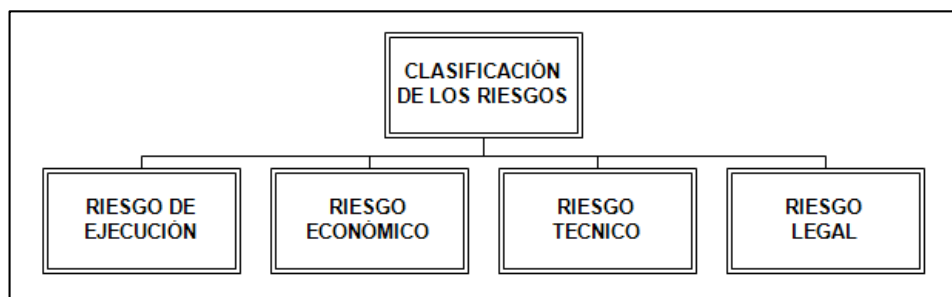 CLASIFICACIÓN
DE LOS RIESGOS
RIESGO DE
EJECUCIÓN
RIESGO
ECONÓMICO
RIESGO
TECNICO
RIESGO
LEGAL